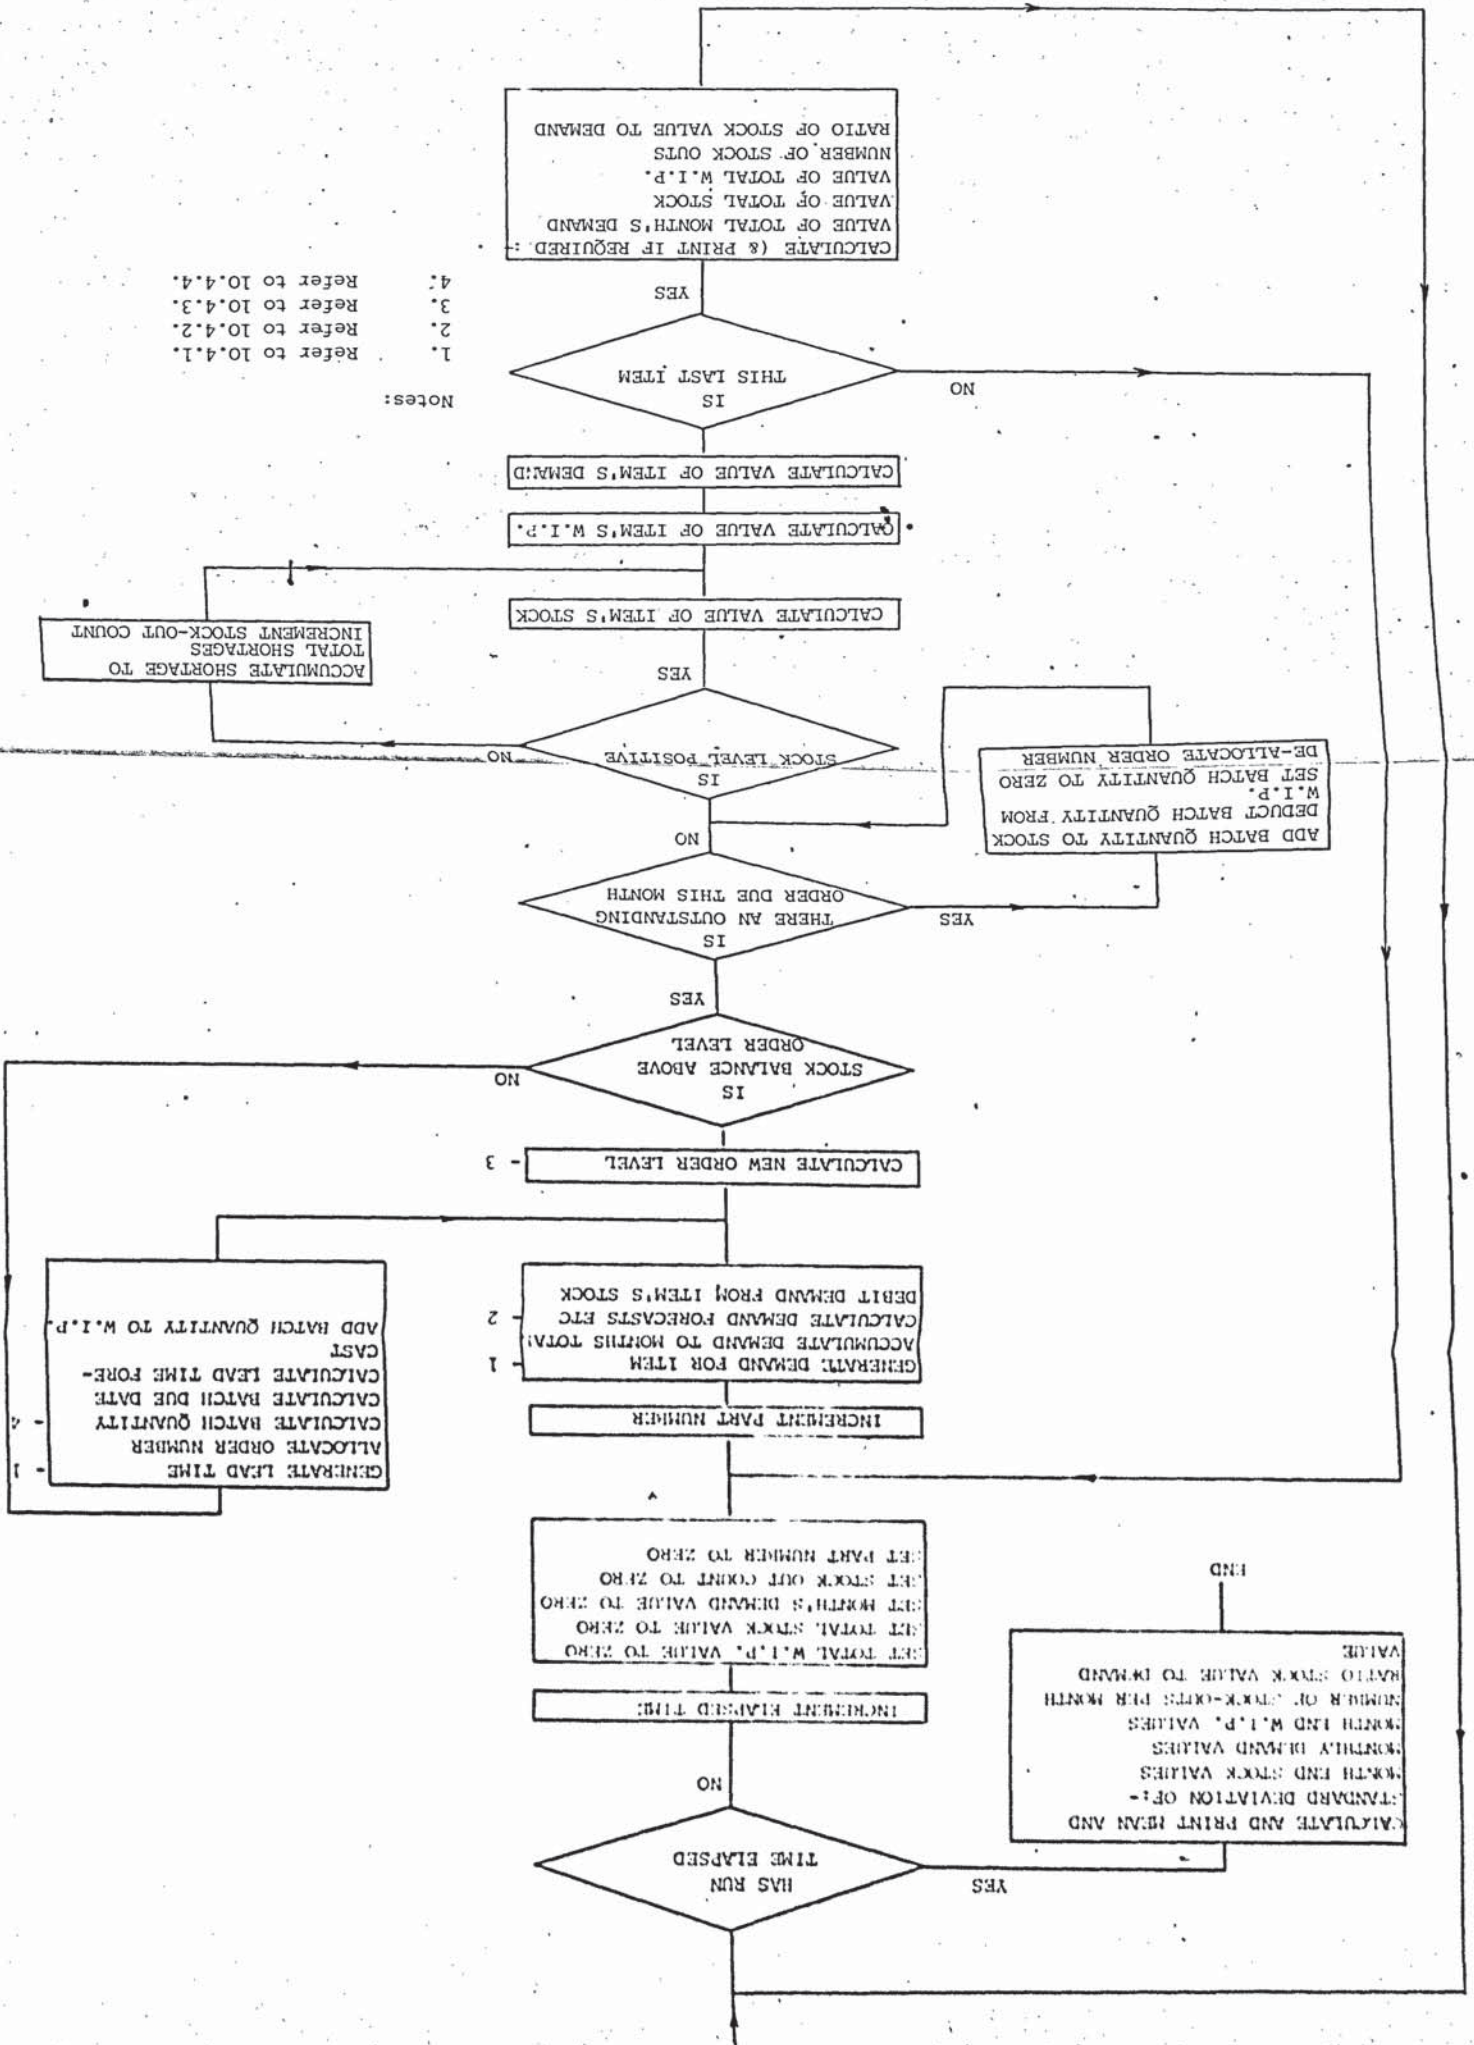 HAS RUN
TIME ELAPSED
YES
NO
CALCULATE AND PRINT MEAN AND
STANDARD DEVIATION OF:-
MONTH END STOCK VALUES
MONTHLY DEMAND VALUES
MONTH END W.I.P. VALUES
NUMBER OF STOCK-OUTS PER MONTH
RATIO STOCK VALUE TO DEMAND
VALUE
END
INCREMENT ELAPSED TIME
SET TOTAL W.I.P. VALUE TO ZERO
SET TOTAL STOCK VALUE TO ZERO
SET MONTH'S DEMAND VALUE TO ZERO
SET STOCK OUT COUNT TO ZERO
SET PART NUMBER TO ZERO
INCREMENT PART NUMBER
GENERATE DEMAND FOR ITEM - 1
ACCUMULATE DEMAND TO MONTHS TOTAL
CALCULATE DEMAND FORECASTS ETC - 2
DEBIT DEMAND FROM ITEM'S STOCK
GENERATE LEAD TIME - 1
ALLOCATE ORDER NUMBER
CALCULATE BATCH QUANTITY - 4
CALCULATE BATCH DUE DATE
CALCULATE LEAD TIME FORE-
CAST
ADD BATCH QUANTITY TO W.I.P.
CALCULATE NEW ORDER LEVEL - 3
IS
STOCK BALANCE ABOVE
ORDER LEVEL
NO
YES
IS
THERE AN OUTSTANDING
ORDER DUE THIS MONTH
YES
NO
ADD BATCH QUANTITY TO STOCK
DEDUCT BATCH QUANTITY FROM
W.I.P.
SET BATCH QUANTITY TO ZERO
DE-ALLOCATE ORDER NUMBER
IS
STOCK LEVEL POSITIVE
NO
YES
ACCUMULATE SHORTAGE TO
TOTAL SHORTAGES
INCREMENT STOCK-OUT COUNT
CALCULATE VALUE OF ITEM'S STOCK
CALCULATE VALUE OF ITEM'S W.I.P.
CALCULATE VALUE OF ITEM'S DEMAND
IS
THIS LAST ITEM
NO
YES
CALCULATE (& PRINT IF REQUIRED :-
VALUE OF TOTAL MONTH'S DEMAND
VALUE OF TOTAL STOCK
VALUE OF TOTAL W.I.P.
NUMBER OF STOCK OUTS
RATIO OF STOCK VALUE TO DEMAND
Notes:
1. Refer to 10.4.1.
2. Refer to 10.4.2.
3. Refer to 10.4.3.
4. Refer to 10.4.4.